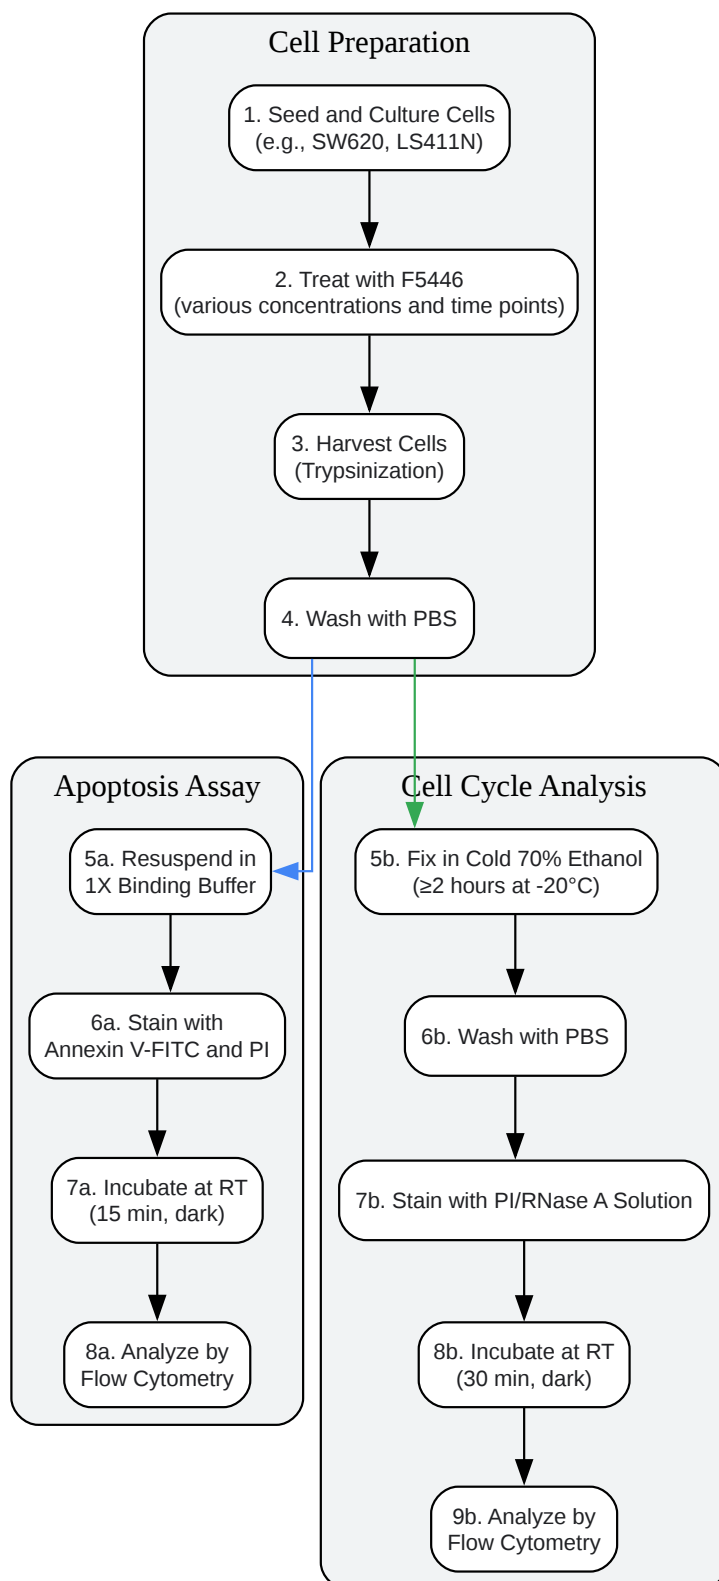 Cell Preparation
1. Seed and Culture Cells
(e.g., SW620, LS411N)
2. Treat with F5446
(various concentrations and time points)
3. Harvest Cells
(Trypsinization)
4. Wash with PBS
Apoptosis Assay
5a. Resuspend in
1X Binding Buffer
6a. Stain with
Annexin V-FITC and PI
7a. Incubate at RT
(15 min, dark)
8a. Analyze by
Flow Cytometry
Cell Cycle Analysis
5b. Fix in Cold 70% Ethanol
(≥2 hours at -20°C)
6b. Wash with PBS
7b. Stain with PI/RNase A Solution
8b. Incubate at RT
(30 min, dark)
9b. Analyze by
Flow Cytometry